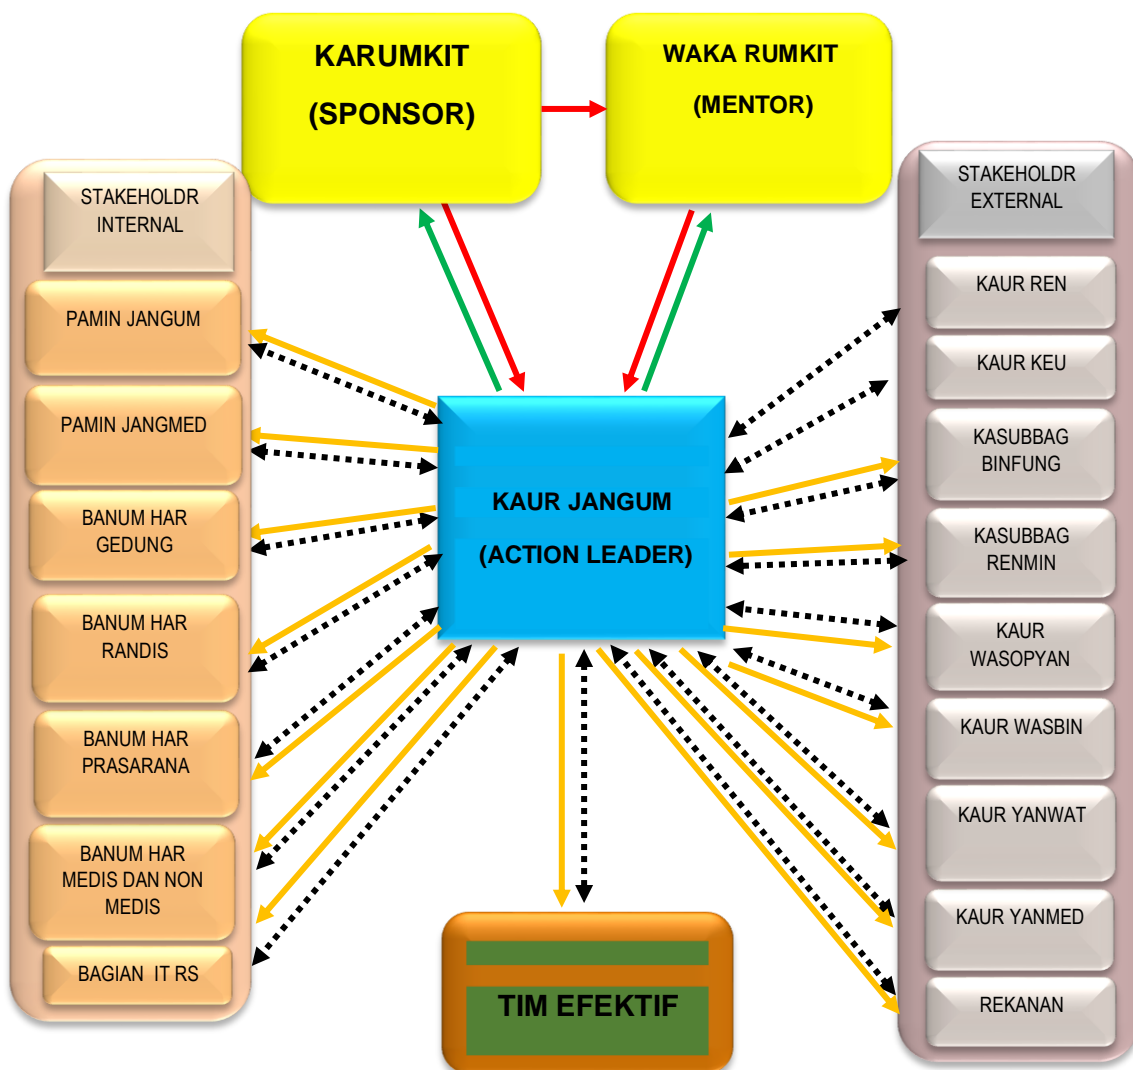 KARUMKIT
(SPONSOR)
WAKA RUMKIT
(MENTOR)
STAKEHOLDR
INTERNAL
PAMIN JANGUM
PAMIN JANGMED
BANUM HAR
GEDUNG
BANUM HAR
RANDIS
BANUM HAR
PRASARANA
BANUM HAR
MEDIS DAN NON
MEDIS
BAGIAN IT RS
KAUR JANGUM
(ACTION LEADER)
TIM EFEKTIF
STAKEHOLDR
EXTERNAL
KAUR REN
KAUR KEU
KASUBBAG
BINFUNG
KASUBBAG
RENMIN
KAUR
WASOPYAN
KAUR WASBIN
KAUR YANWAT
KAUR YANMED
REKANAN